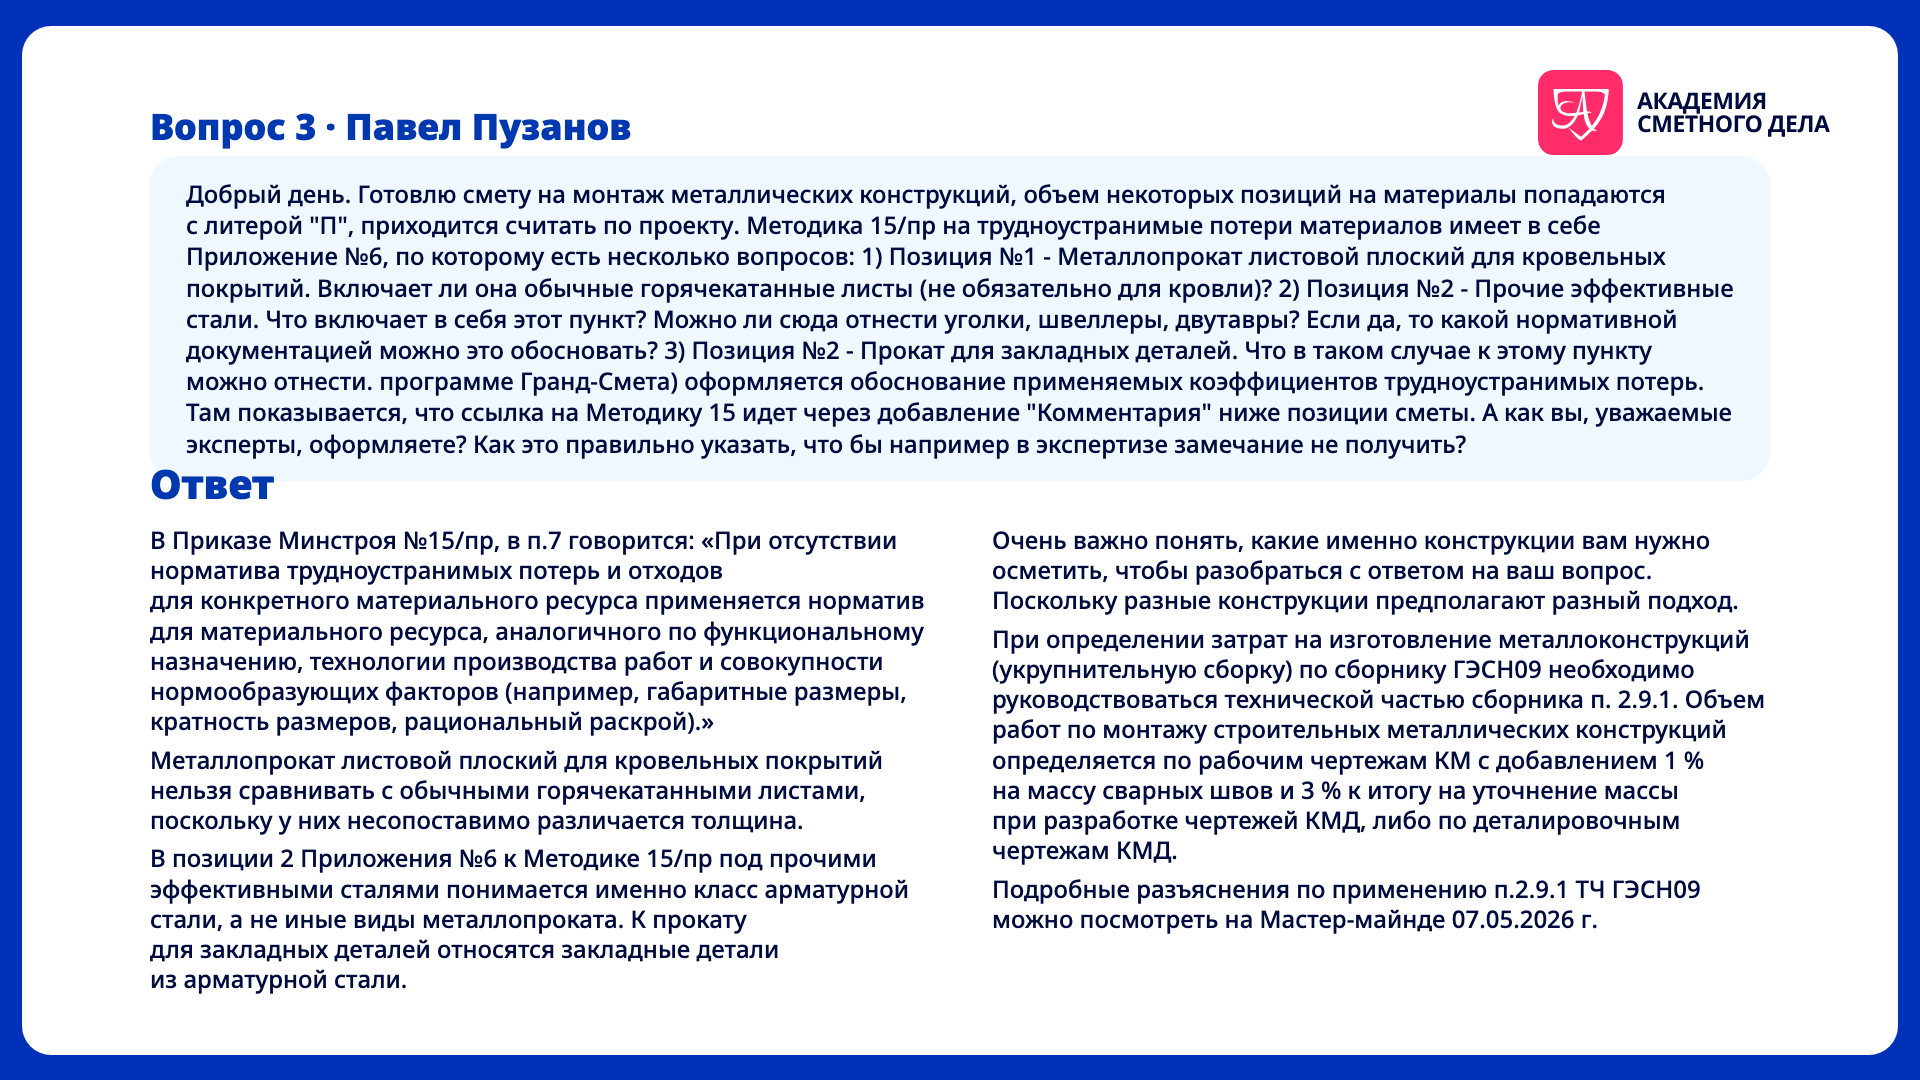 АКАДЕМИЯ
СМЕТНОГО ДЕЛА
Вопрос 3 · Павел Пузанов
Добрый день. Готовлю смету на монтаж металлических конструкций, объем некоторых позиций на материалы попадаются
с литерой "П", приходится считать по проекту. Методика 15/пр на трудноустранимые потери материалов имеет в себе
Приложение №6, по которому есть несколько вопросов: 1) Позиция №1 - Металлопрокат листовой плоский для кровельных
покрытий. Включает ли она обычные горячекатанные листы (не обязательно для кровли)? 2) Позиция №2 - Прочие эффективные
стали. Что включает в себя этот пункт? Можно ли сюда отнести уголки, швеллеры, двутавры? Если да, то какой нормативной
документацией можно это обосновать? 3) Позиция №2 - Прокат для закладных деталей. Что в таком случае к этому пункту
можно отнести. программе Гранд-Смета) оформляется обоснование применяемых коэффициентов трудноустранимых потерь.
Там показывается, что ссылка на Методику 15 идет через добавление "Комментария" ниже позиции сметы. А как вы, уважаемые
эксперты, оформляете? Как это правильно указать, что бы например в экспертизе замечание не получить?
Ответ
В Приказе Минстроя №15/пр, в п.7 говорится: «При отсутствии
норматива трудноустранимых потерь и отходов
для конкретного материального ресурса применяется норматив
для материального ресурса, аналогичного по функциональному
назначению, технологии производства работ и совокупности
нормообразующих факторов (например, габаритные размеры,
кратность размеров, рациональный раскрой).»
Металлопрокат листовой плоский для кровельных покрытий
нельзя сравнивать с обычными горячекатанными листами,
поскольку у них несопоставимо различается толщина.
В позиции 2 Приложения №6 к Методике 15/пр под прочими
эффективными сталями понимается именно класс арматурной
стали, а не иные виды металлопроката. К прокату
для закладных деталей относятся закладные детали
из арматурной стали.
Очень важно понять, какие именно конструкции вам нужно
осметить, чтобы разобраться с ответом на ваш вопрос.
Поскольку разные конструкции предполагают разный подход.
При определении затрат на изготовление металлоконструкций
(укрупнительную сборку) по сборнику ГЭСН09 необходимо
руководствоваться технической частью сборника п. 2.9.1. Объем
работ по монтажу строительных металлических конструкций
определяется по рабочим чертежам КМ с добавлением 1 %
на массу сварных швов и 3 % к итогу на уточнение массы
при разработке чертежей КМД, либо по деталировочным
чертежам КМД.
Подробные разъяснения по применению п.2.9.1 ТЧ ГЭСН09
можно посмотреть на Мастер-майнде 07.05.2026 г.